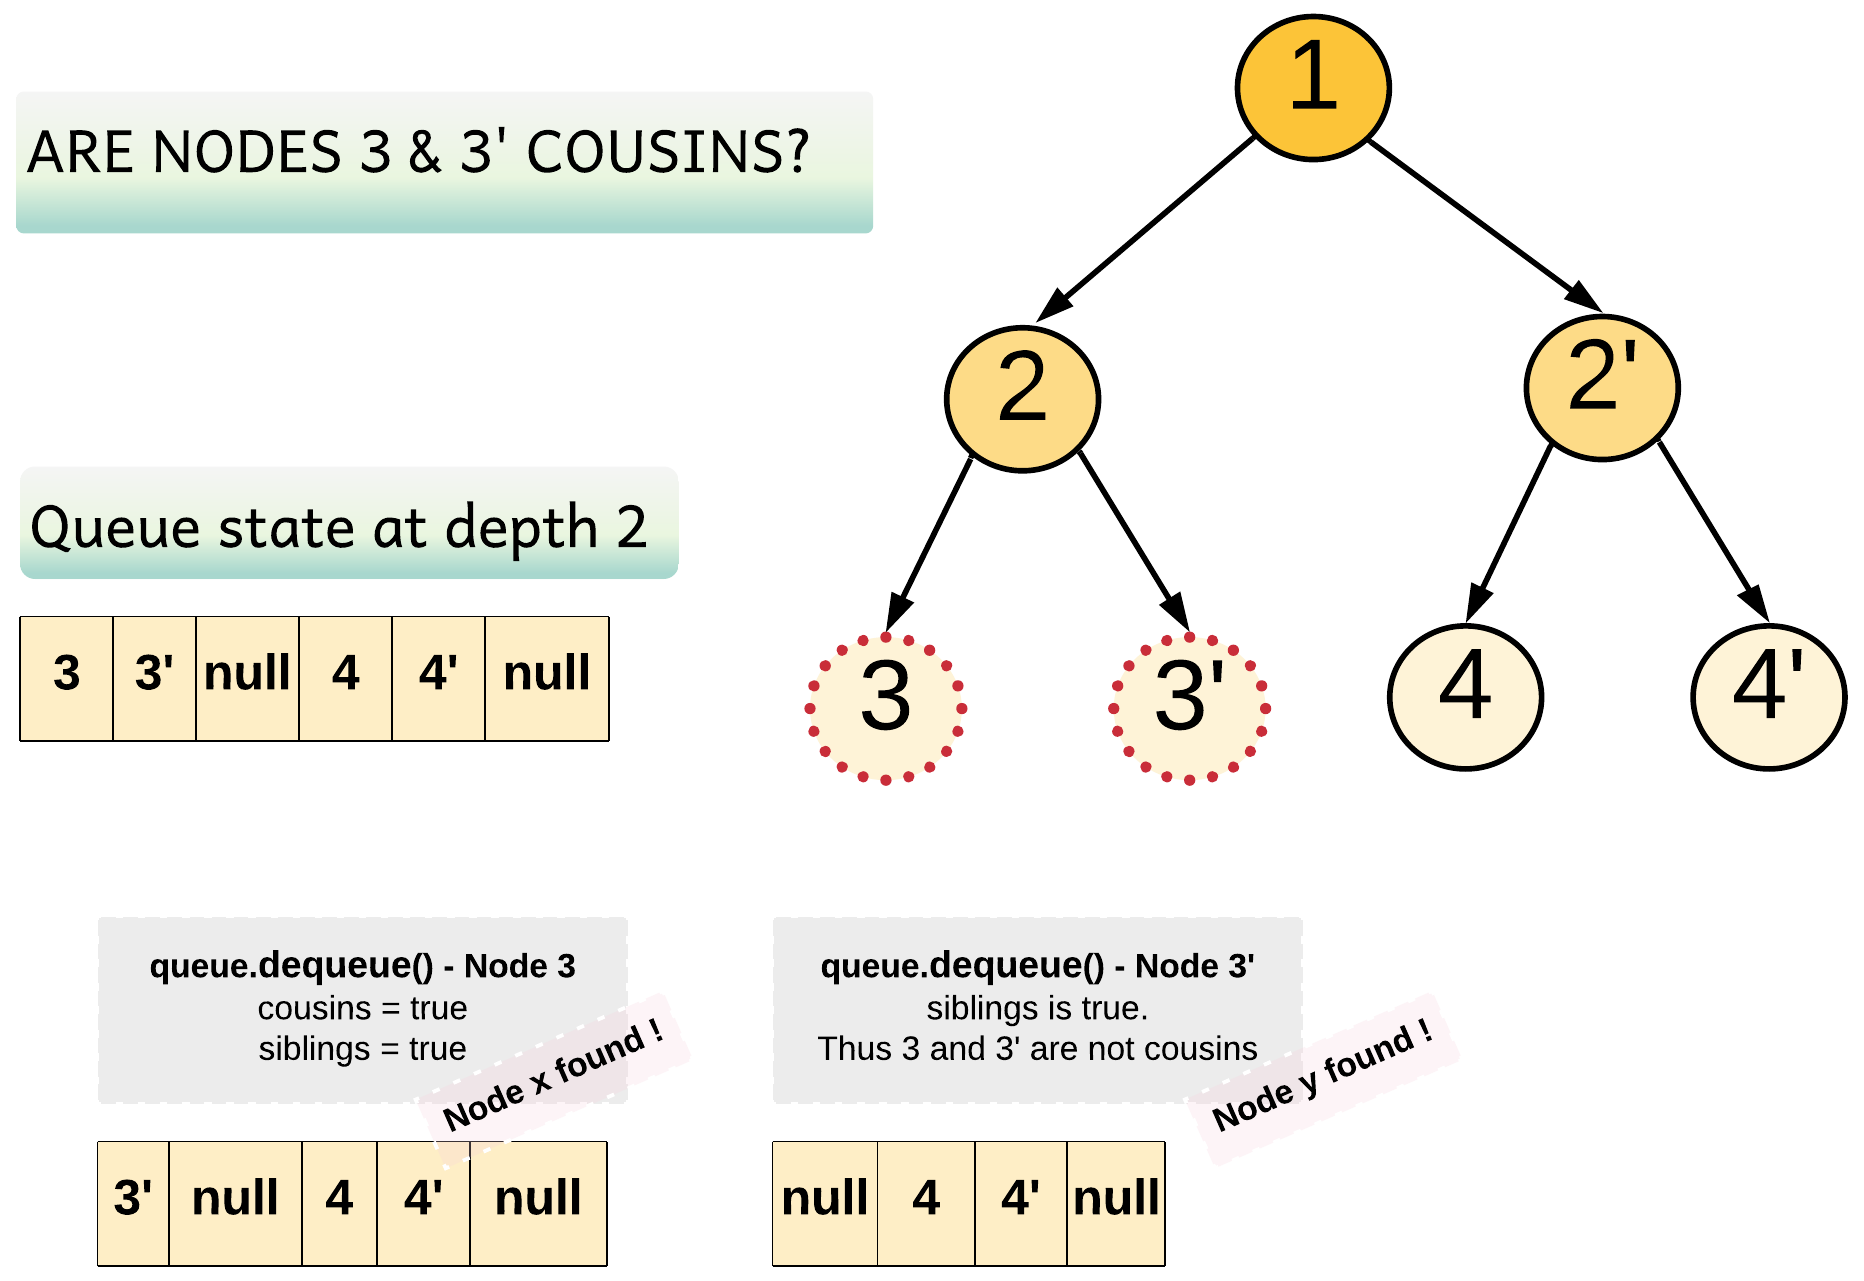 ARE NODES 3 & 3' COUSINS?
1
2
2'
Queue state at depth 2
3 3' null 4 4' null
3
3'
4
4'
queue.dequeue() - Node 3
cousins = true
siblings = true
Node x found !
3' null 4 4' null
queue.dequeue() - Node 3'
siblings is true.
Thus 3 and 3' are not cousins
Node y found !
null 4 4' null